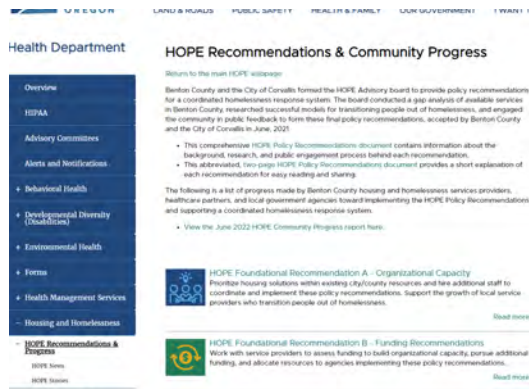 OREGON
LAND & ROADS PUBLIC SAFETY HEALTH & FAMILY OUR GOVERNMENT I WANT T
Health Department
Overview
HIPAA
Advisory Committees
Alerts and Notifications
+ Behavioral Health
+ Developmental Diversity
(Disabilities)
+ Environmental Health
+ Forms
+ Health Management Services
– Housing and Homelessness
– HOPE Recommendations &
Progress
HOPE News
HOPE Stories
HOPE Recommendations & Community Progress
Return to the main HOPE webpage
Benton County and the City of Corvallis formed the HOPE Advisory board to provide policy recommendations
for a coordinated homelessness response system. The board conducted a gap analysis of available services
in Benton County, researched successful models for transitioning people out of homelessness, and engaged
the community in public feedback to form these final policy recommendations, accepted by Benton County
and the City of Corvallis in June, 2021.
• This comprehensive HOPE Policy Recommendations document contains information about the
background, research, and public engagement process behind each recommendation.
• This abbreviated, two-page HOPE Policy Recommendations document provides a short explanation of
each recommendation for easy reading and sharing.
The following is a list of progress made by Benton County housing and homelessness services providers,
healthcare partners, and local government agencies toward implementing the HOPE Policy Recommendations
and supporting a coordinated homelessness response system.
• View the June 2022 HOPE Community Progress report here.
HOPE Foundational Recommendation A - Organizational Capacity
Prioritize housing solutions within existing city/county resources and hire additional staff to
coordinate and implement these policy recommendations. Support the growth of local service
providers who transition people out of homelessness.
Read more
HOPE Foundational Recommendation B - Funding Recommendations
Work with service providers to assess funding to build organizational capacity, pursue additional
funding, and allocate resources to agencies implementing these policy recommendations.
Read more